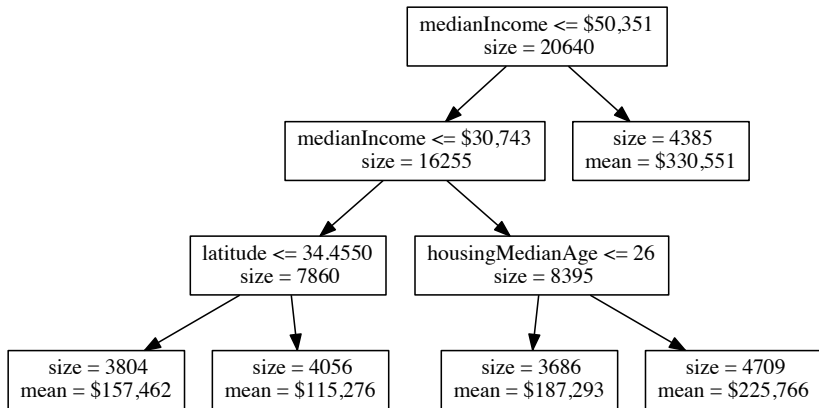 medianIncome <= $50,351
size = 20640
medianIncome <= $30,743
size = 16255
size = 4385
mean = $330,551
latitude <= 34.4550
size = 7860
housingMedianAge <= 26
size = 8395
size = 3804
mean = $157,462
size = 4056
mean = $115,276
size = 3686
mean = $187,293
size = 4709
mean = $225,766